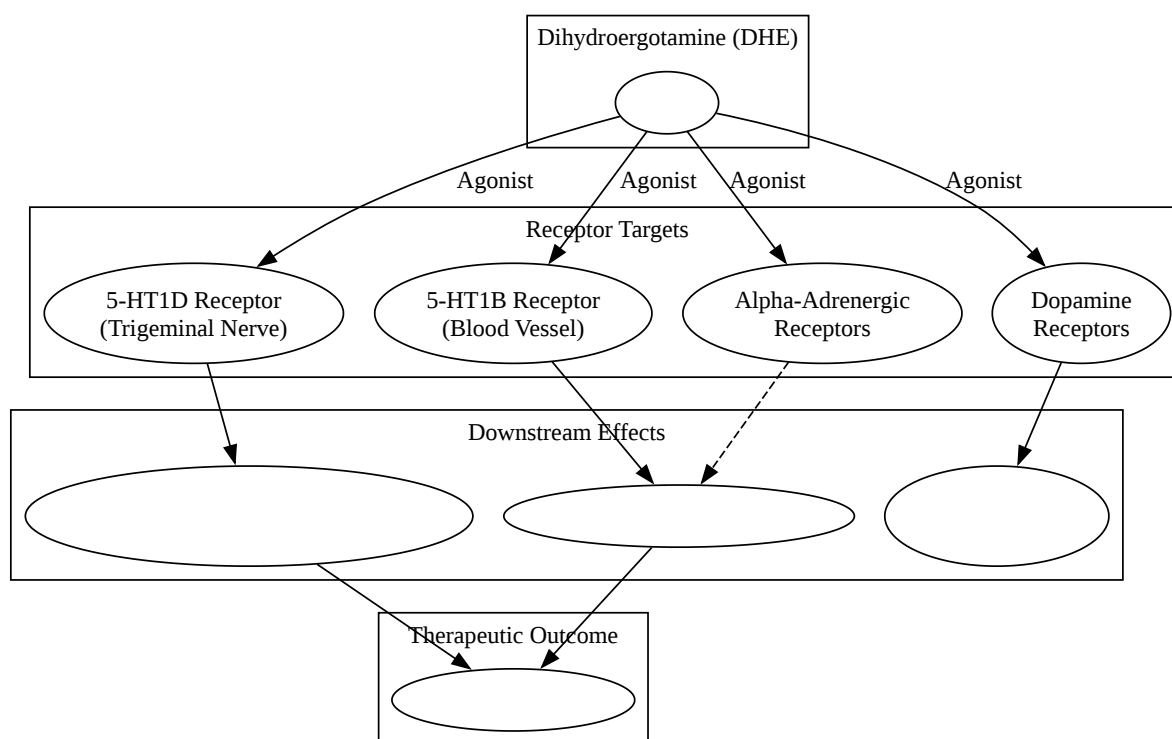 Dihydroergotamine (DHE)
Agonist
Agonist
Agonist
Agonist
Receptor Targets
5-HT1D Receptor
(Trigeminal Nerve)
5-HT1B Receptor
(Blood Vessel)
Alpha-Adrenergic
Receptors
Dopamine
Receptors
Downstream Effects
Therapeutic Outcome